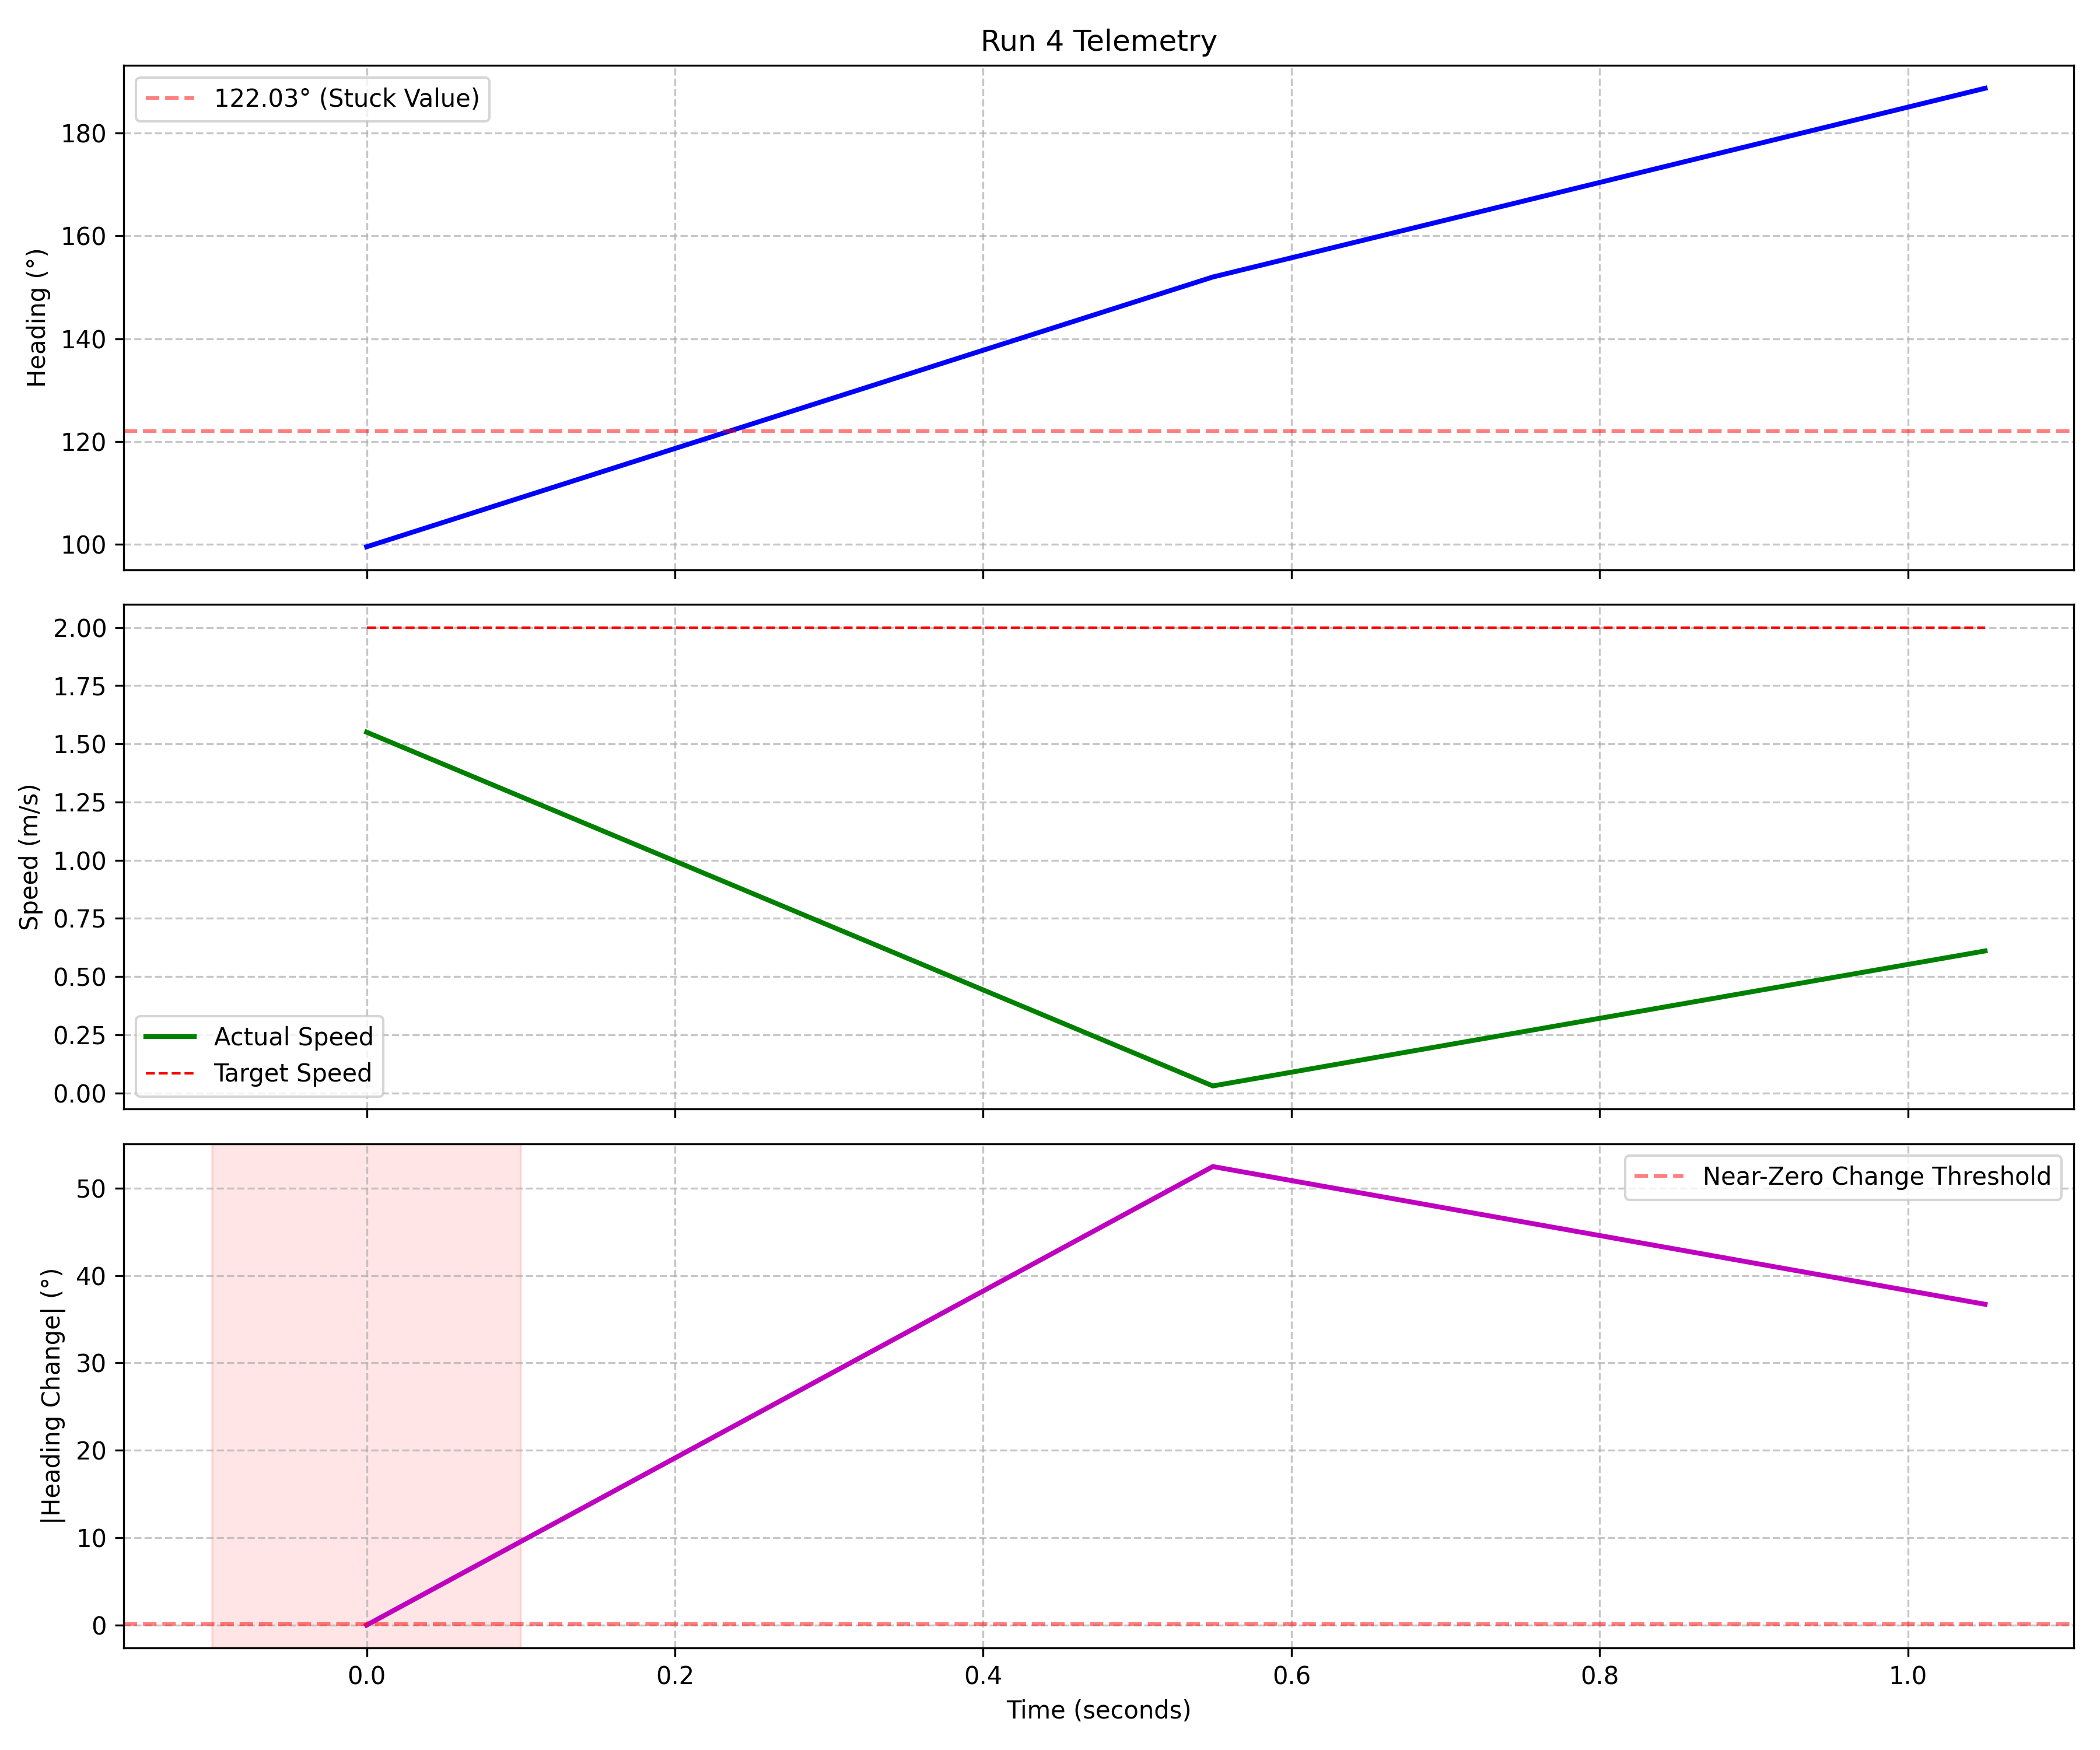 Run 4 Telemetry
122.03° (Stuck Value)
Heading (°)
180
160
140
120
100
2.00
1.75
1.50
1.25
1.00
0.75
0.50
0.25
0.00
Speed (m/s)
Actual Speed
Target Speed
50
40
30
20
10
0
|Heading Change| (°)
Near-Zero Change Threshold
0.0 0.2 0.4 0.6 0.8 1.0
Time (seconds)